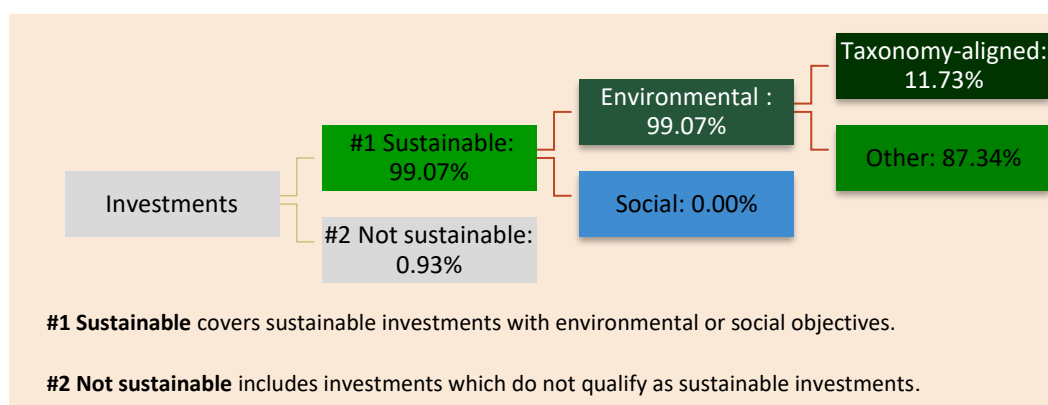 Taxonomy-aligned:
11.73%
Environmental :
99.07%
#1 Sustainable:
99.07%
Other: 87.34%
Investments
Social: 0.00%
#2 Not sustainable:
0.93%
#1 Sustainable covers sustainable investments with environmental or social objectives.
#2 Not sustainable includes investments which do not qualify as sustainable investments.